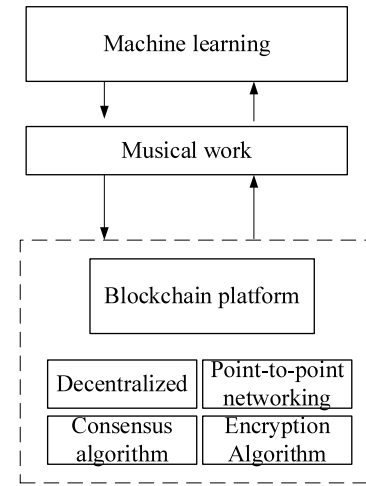 Machine learning
Musical work
Blockchain platform
Decentralized
Point-to-point
networking
Consensus
algorithm
Encryption
Algorithm